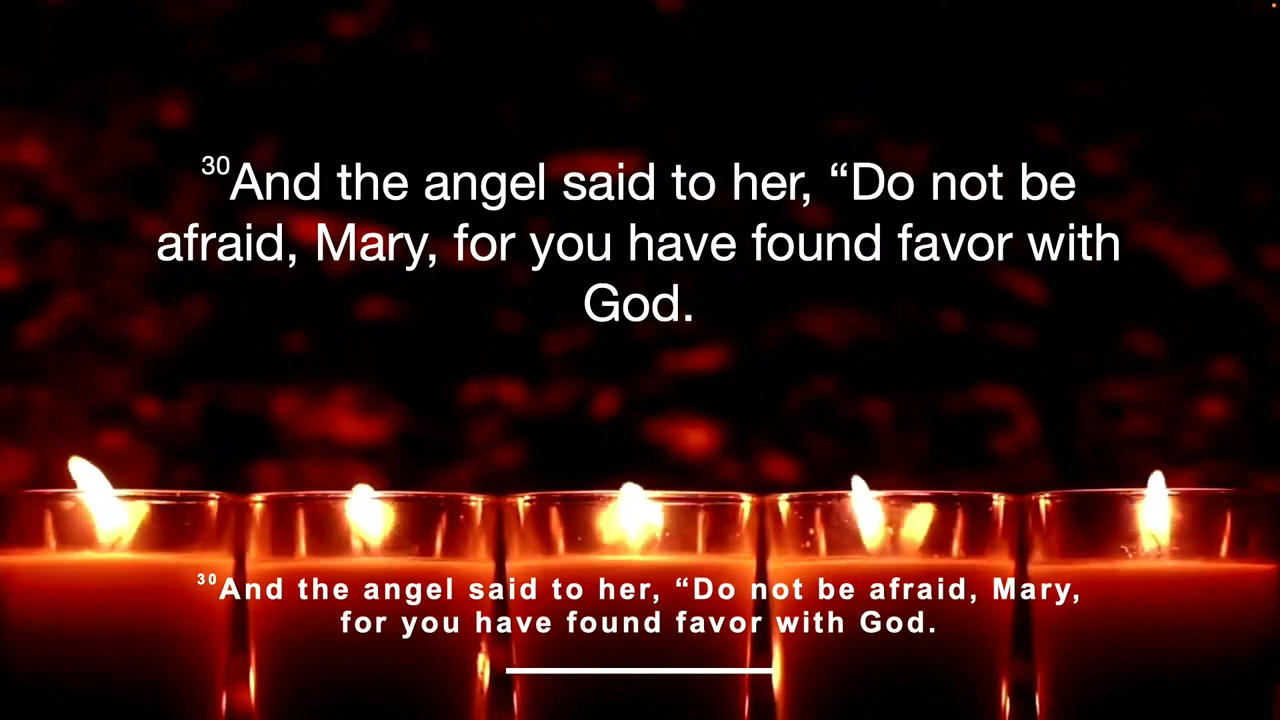 30And the angel said to her, “Do not be
afraid, Mary, for you have found favor with
God.
30And the angel said to her, “Do not be afraid, Mary,
for you have found favor with God.